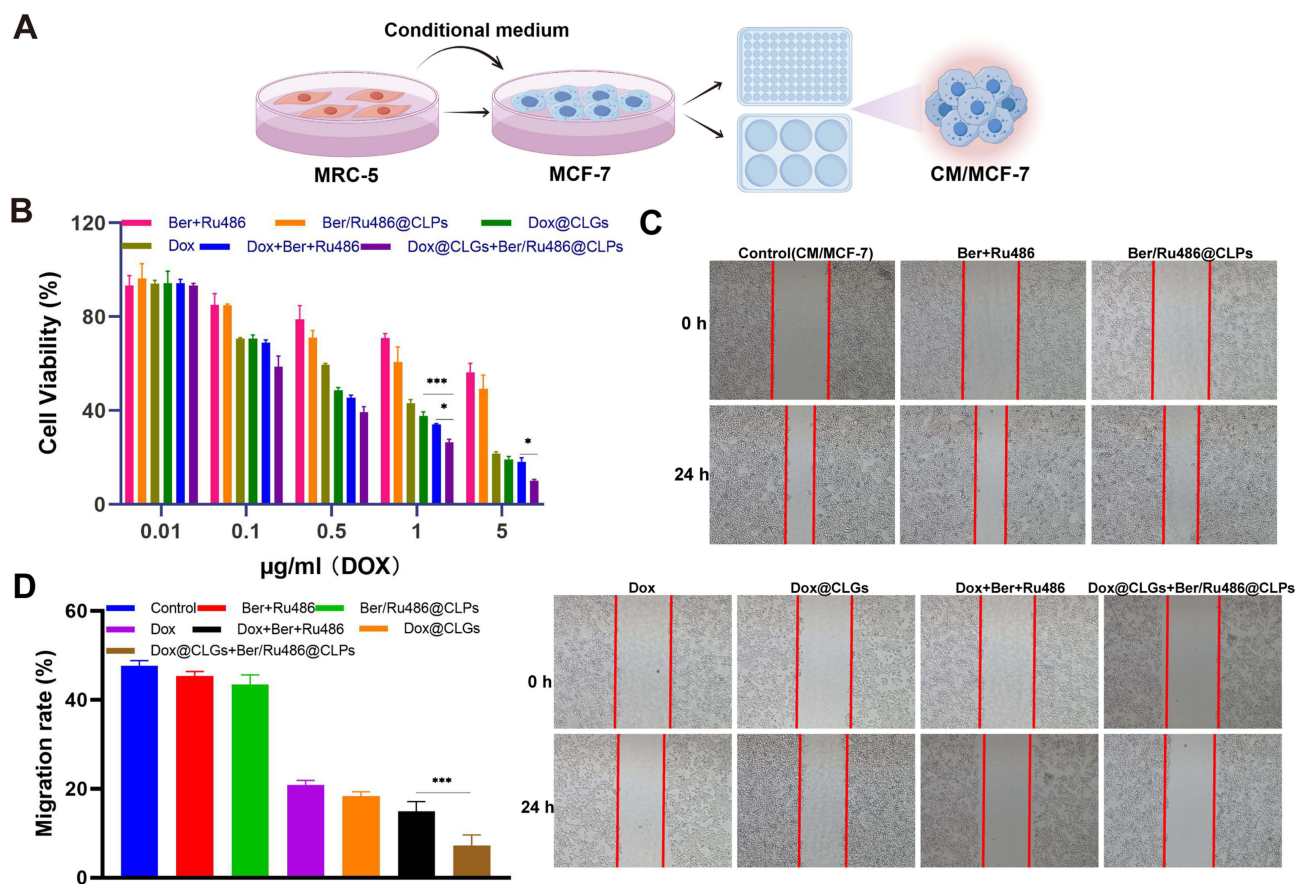 A
Conditional medium
MRC-5
MCF-7
CM/MCF-7
B
Ber+Ru486 Ber/Ru486@CLPs Dox@CLGs
Dox Dox+Ber+Ru486 Dox@CLGs+Ber/Ru486@CLPs
Cell Viability (%)
120
80
40
0
***
*
*
0.01 0.1 0.5 1 5
μg/ml（DOX）
C
Control(CM/MCF-7) Ber+Ru486 Ber/Ru486@CLPs
0 h
24 h
Dox Dox@CLGs Dox+Ber+Ru486 Dox@CLGs+Ber/Ru486@CLPs
0 h
24 h
D
Control Ber+Ru486 Ber/Ru486@CLPs
Dox Dox+Ber+Ru486 Dox@CLGs
Dox@CLGs+Ber/Ru486@CLPs
Migration rate (%)
60
40
20
0
***